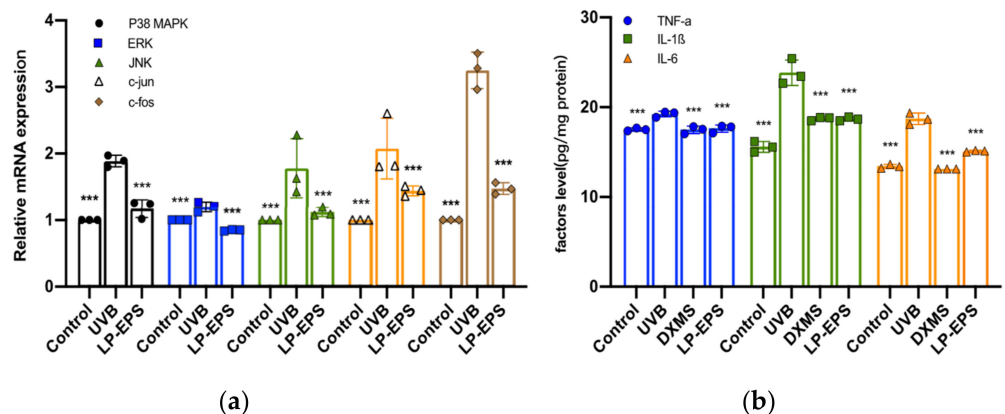 P38 MAPK
ERK
JNK
c-jun
c-fos
Relative mRNA expression
4
3
2
1
0
*** *** *** *** *** *** *** *** *** ***
Control UVB LP-EPS Control UVB LP-EPS Control UVB LP-EPS Control UVB LP-EPS Control UVB LP-EPS
(a)
TNF-a
IL-1ß
IL-6
factors level(pg/mg protein)
30
20
10
0
*** *** *** *** *** *** *** *** ***
Control UVB DXMS LP-EPS Control UVB DXMS LP-EPS Control UVB DXMS LP-EPS
(b)